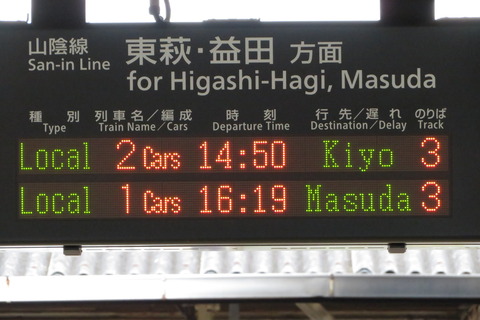 山陰線 東萩・益田 方面
San-in Line for Higashi-Hagi, Masuda
種別 列車名／編成 時刻 行先／遅れ のりば
Type Train Name / Cars Departure Time Destination / Delay Track
Local 2 Cars 14:50 Kiyo 3
Local 1 Cars 16:19 Masuda 3